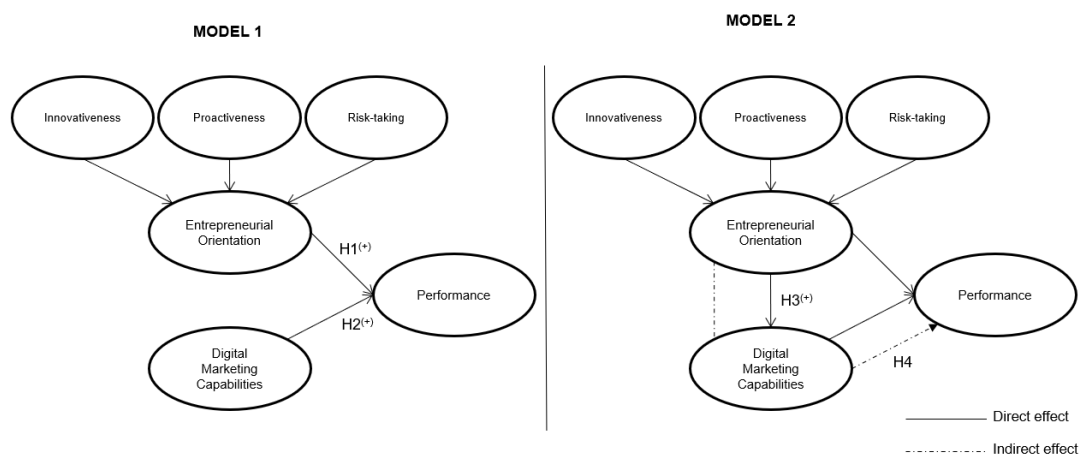 MODEL 1
Innovativeness
Proactiveness
Risk-taking
Entrepreneurial
Orientation
H1(+)
Performance
H2(+)
Digital
Marketing
Capabilities
MODEL 2
Innovativeness
Proactiveness
Risk-taking
Entrepreneurial
Orientation
H3(+)
Performance
Digital
Marketing
Capabilities
H4
Direct effect
Indirect effect